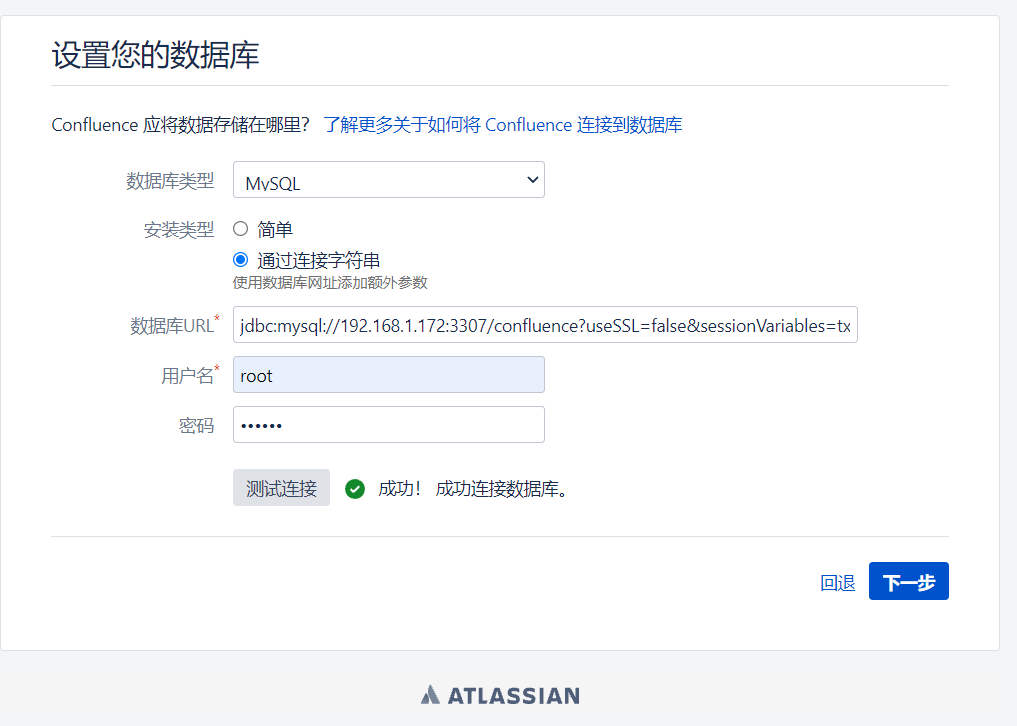 设置您的数据库
Confluence 应将数据存储在哪里? 了解更多关于如何将 Confluence 连接到数据库
数据库类型 MySQL
安装类型 简单
通过连接字符串
使用数据库网址添加额外参数
数据库URL* jdbc:mysql://192.168.1.172:3307/confluence?useSSL=false&sessionVariables=tx
用户名* root
密码 ••••••
测试连接 成功! 成功连接数据库。
回退 下一步
ATLASSIAN